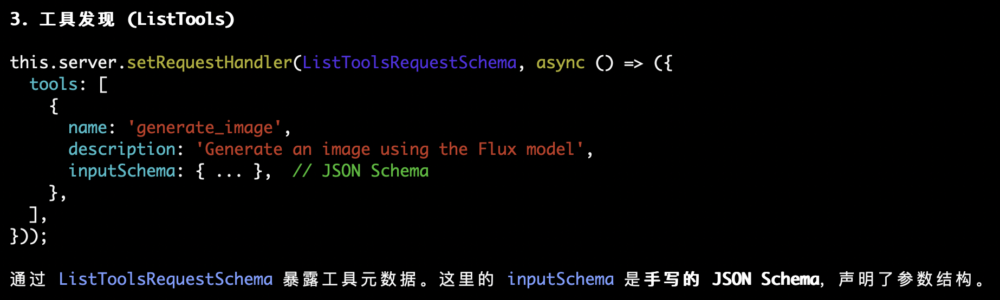 3. 工具发现 (ListTools)
this.server.setRequestHandler(ListToolsRequestSchema, async () => ({
  tools: [
    {
      name: 'generate_image',
      description: 'Generate an image using the Flux model',
      inputSchema: { ... },  // JSON Schema
    },
  ],
}));
通过 ListToolsRequestSchema 暴露工具元数据。这里的 inputSchema 是手写的 JSON Schema, 声明了参数结构。